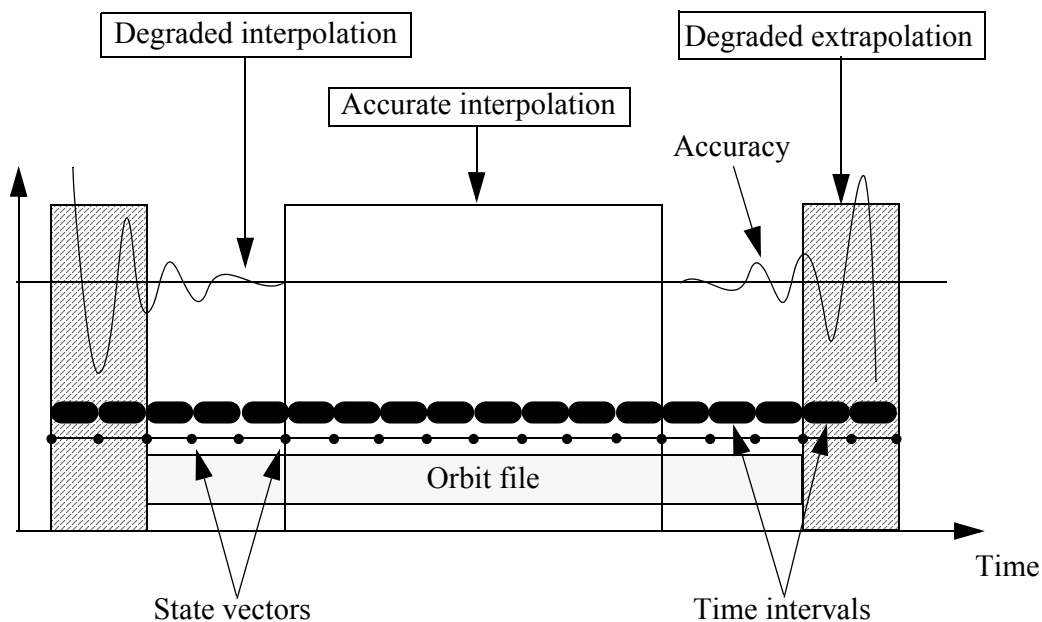 Degraded interpolation
Degraded extrapolation
Accurate interpolation
Accuracy
Orbit file
Time
State vectors
Time intervals